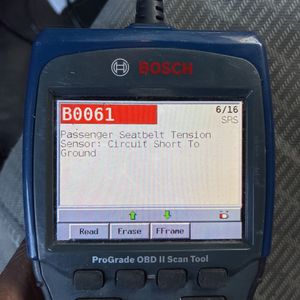 BOSCH
B0061
6/16
SRS
Passenger Seatbelt Tension
Sensor: Circuit Short To
Ground
Read Erase FFrame
ProGrade OBD II Scan Tool